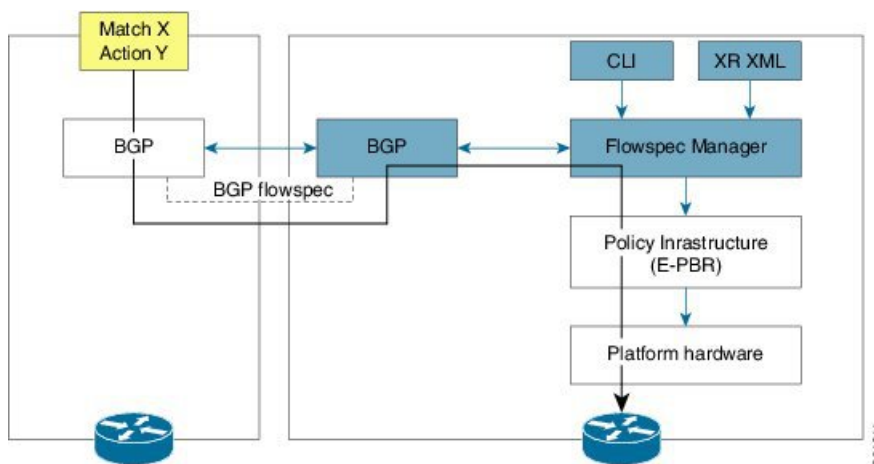 Match X
Action Y
CLI
XR XML
BGP
BGP
Flowspec Manager
BGP flowspec
Policy Inrastructure
(E-PBR)
Platform hardware